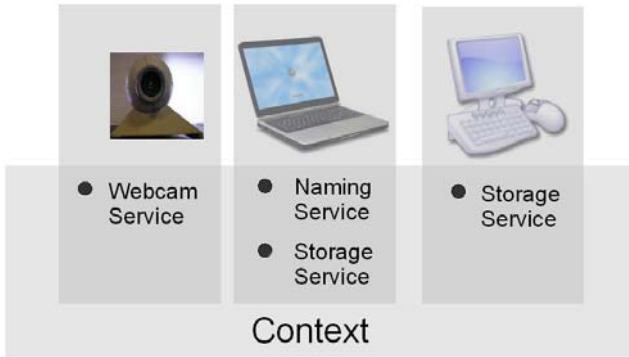 Webcam
Service
Naming
Service
Storage
Service
Storage
Service
Context